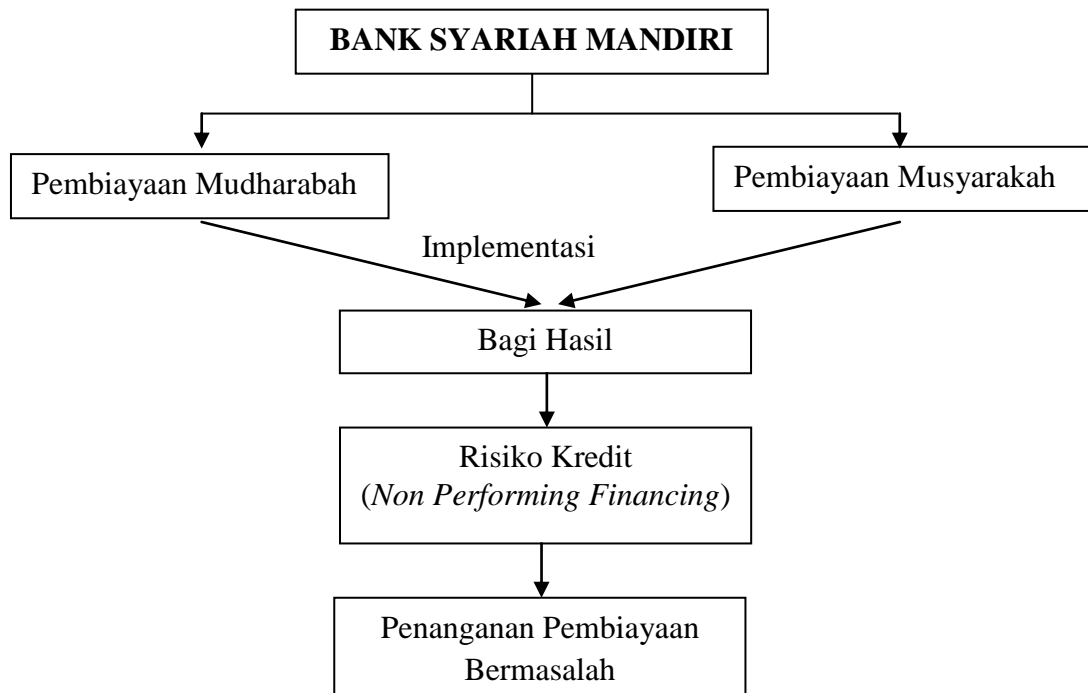 BANK SYARIAH MANDIRI
Pembiayaan Mudharabah
Pembiayaan Musyarakah
Implementasi
Bagi Hasil
Risiko Kredit
(Non Performing Financing)
Penanganan Pembiayaan
Bermasalah